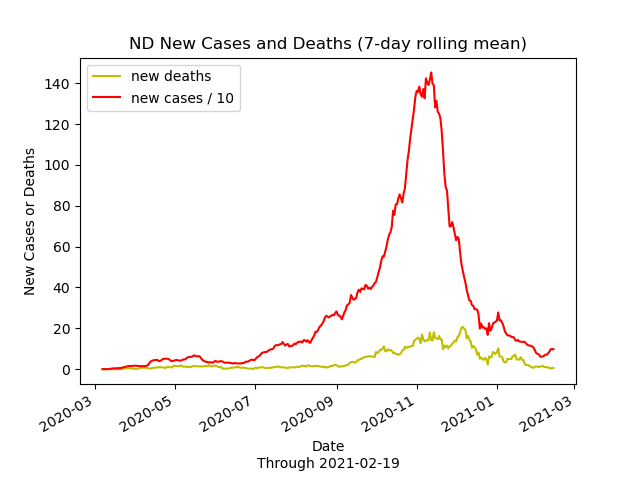 ND New Cases and Deaths (7-day rolling mean)
new deaths
new cases / 10
140
120
100
80
60
40
20
0
New Cases or Deaths
2020-03
2020-05
2020-07
2020-09
2020-11
2021-01
2021-03
Date
Through 2021-02-19